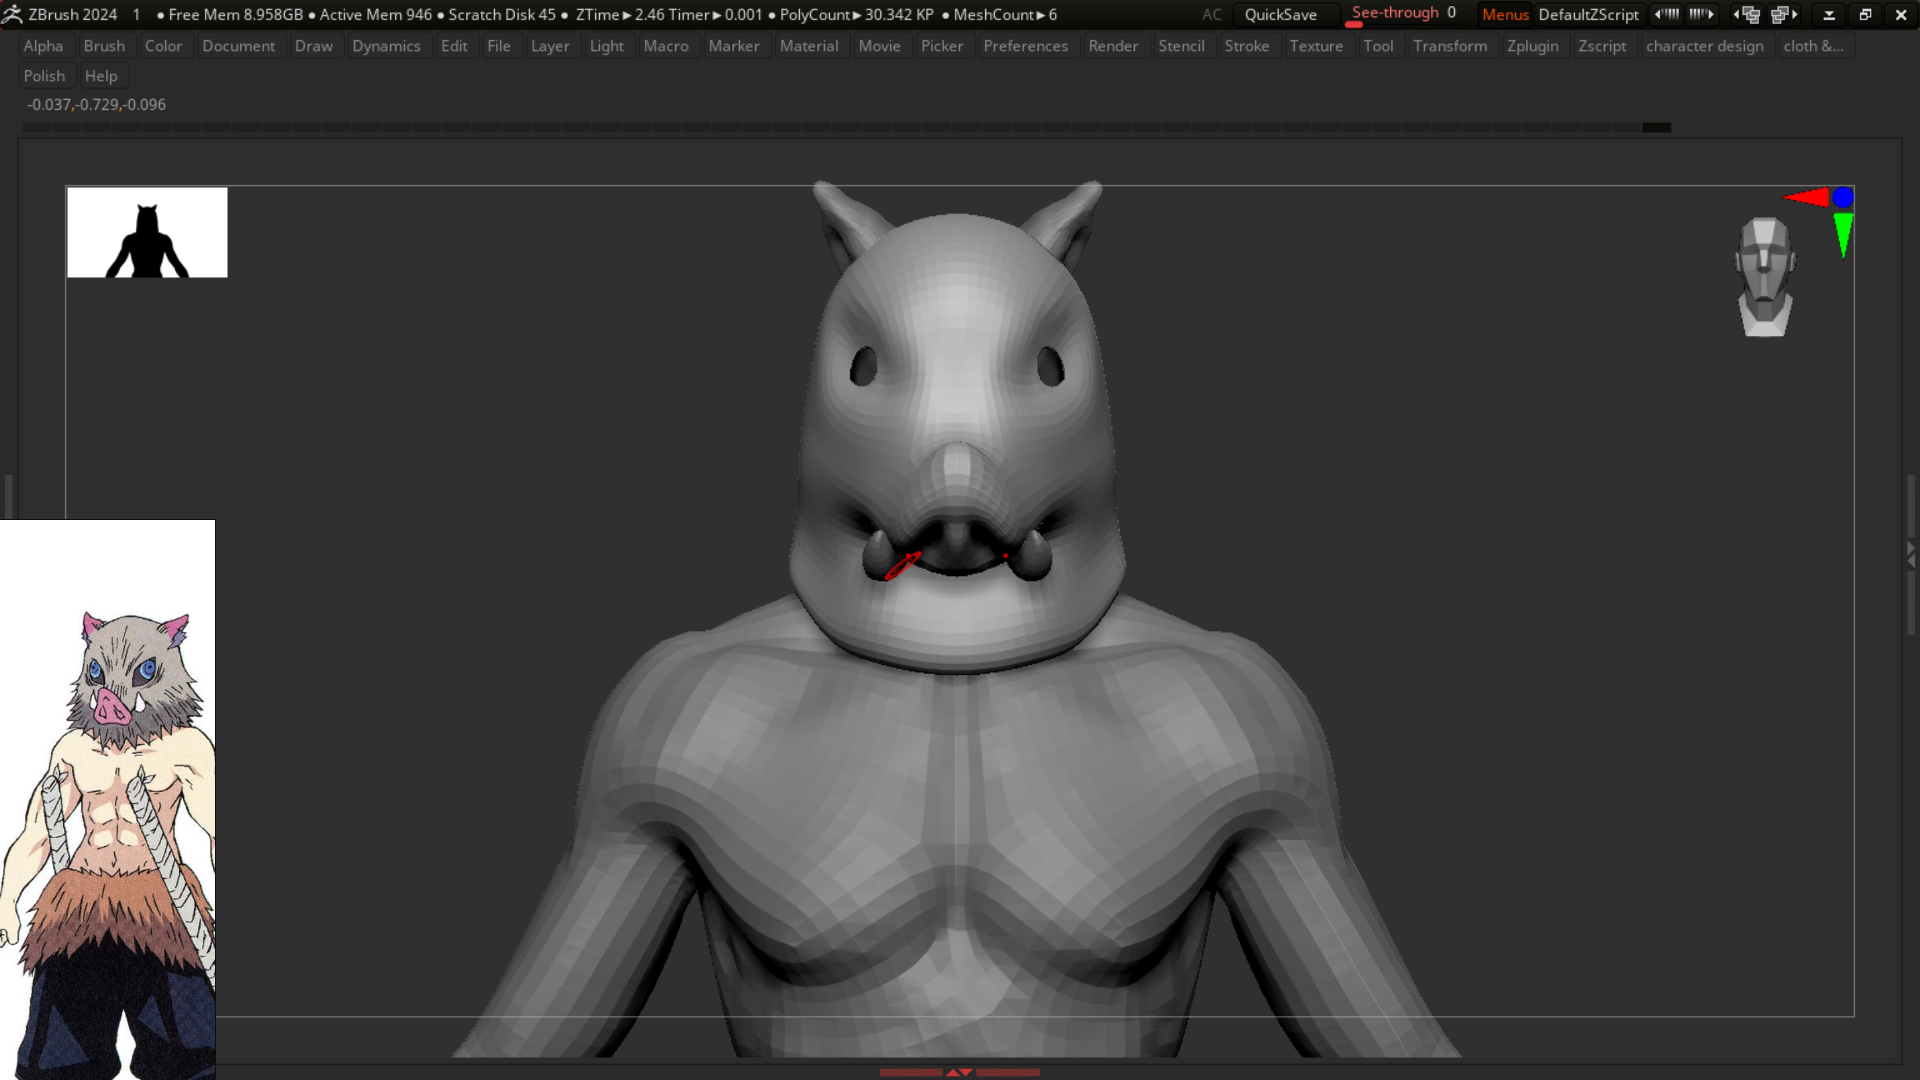 ZBrush 2024 1 ● Free Mem 8.958GB ● Active Mem 946 ● Scratch Disk 45 ● ZTime►2.46 Timer►0.001 ● PolyCount►30.342 KP ● MeshCount►6 AC QuickSave See-through 0 Menus DefaultZScript
Alpha Brush Color Document Draw Dynamics Edit File Layer Light Macro Marker Material Movie Picker Preferences Render Stencil Stroke Texture Tool Transform Zplugin Zscript character design cloth &...
Polish Help
-0.037,-0.729,-0.096